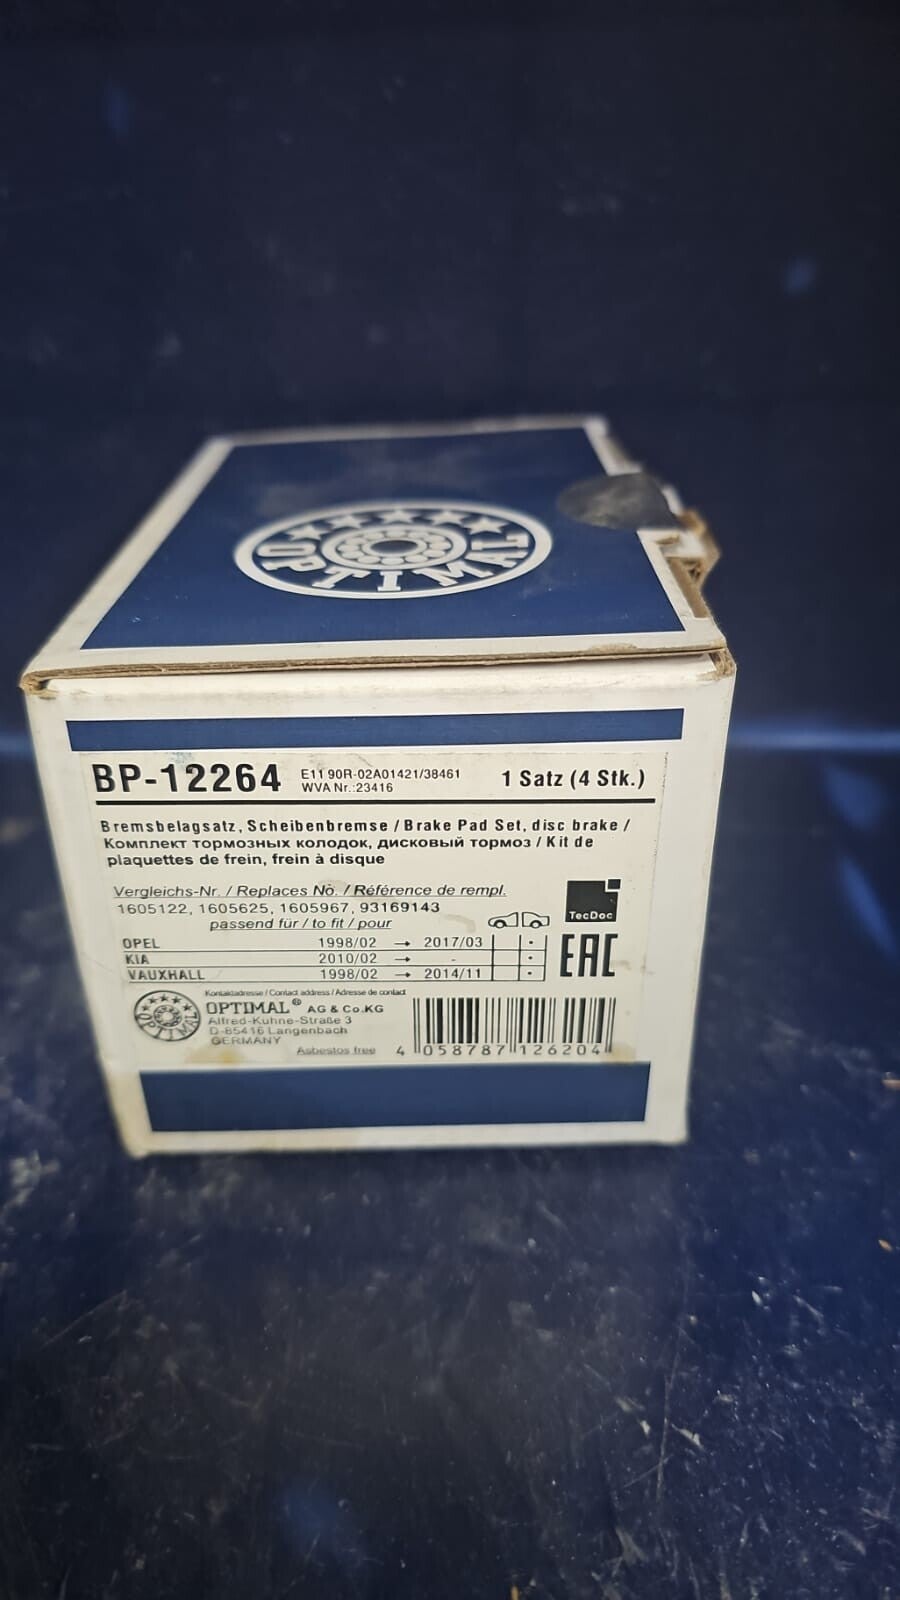 OPTIMAL
BP-12264
E11 90R-02A01421/38461
WVA Nr.:23416
1 Satz (4 Stk.)
Bremsbelagsatz, Scheibenbremse / Brake Pad Set, disc brake /
Комплект тормозных колодок, дисковый тормоз / Kit de
plaquettes de frein, frein à disque
Vergleichs-Nr. / Replaces No. / Référence de rempl.
1605122, 1605625, 1605967, 93169143
passend für / to fit / pour
TecDoc
OPEL 1998/02 → 2017/03
KIA 2010/02 → -
VAUXHALL 1998/02 → 2014/11
EAC
Kontaktadresse / Contact address / Adresse de contact
OPTIMAL
OPTIMAL® AG & Co.KG
Alfred-Kühne-Straße 3
D-85416 Langenbach
GERMANY
Asbestos free
4 058787 126204